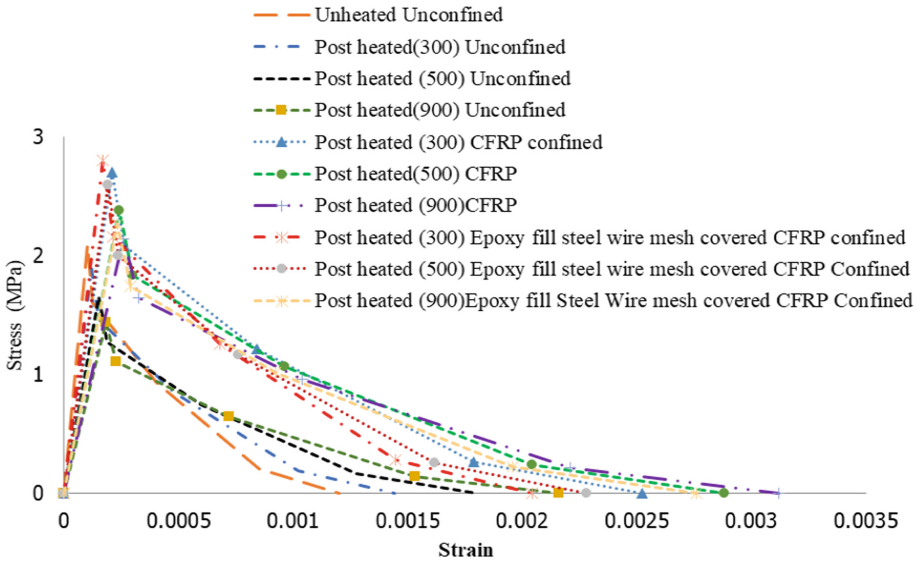 Unheated Unconfined
Post heated(300) Unconfined
Post heated (500) Unconfined
Post heated(900) Unconfined
Post heated (300) CFRP confined
Post heated(500) CFRP
Post heated (900)CFRP
Post heated (300) Epoxy fill steel wire mesh covered CFRP confined
Post heated (500) Epoxy fill steel wire mesh covered CFRP Confined
Post heated (900)Epoxy fill Steel Wire mesh covered CFRP Confined
3
2
1
0
Stress (MPa)
0 0.0005 0.001 0.0015 0.002 0.0025 0.003 0.0035
Strain